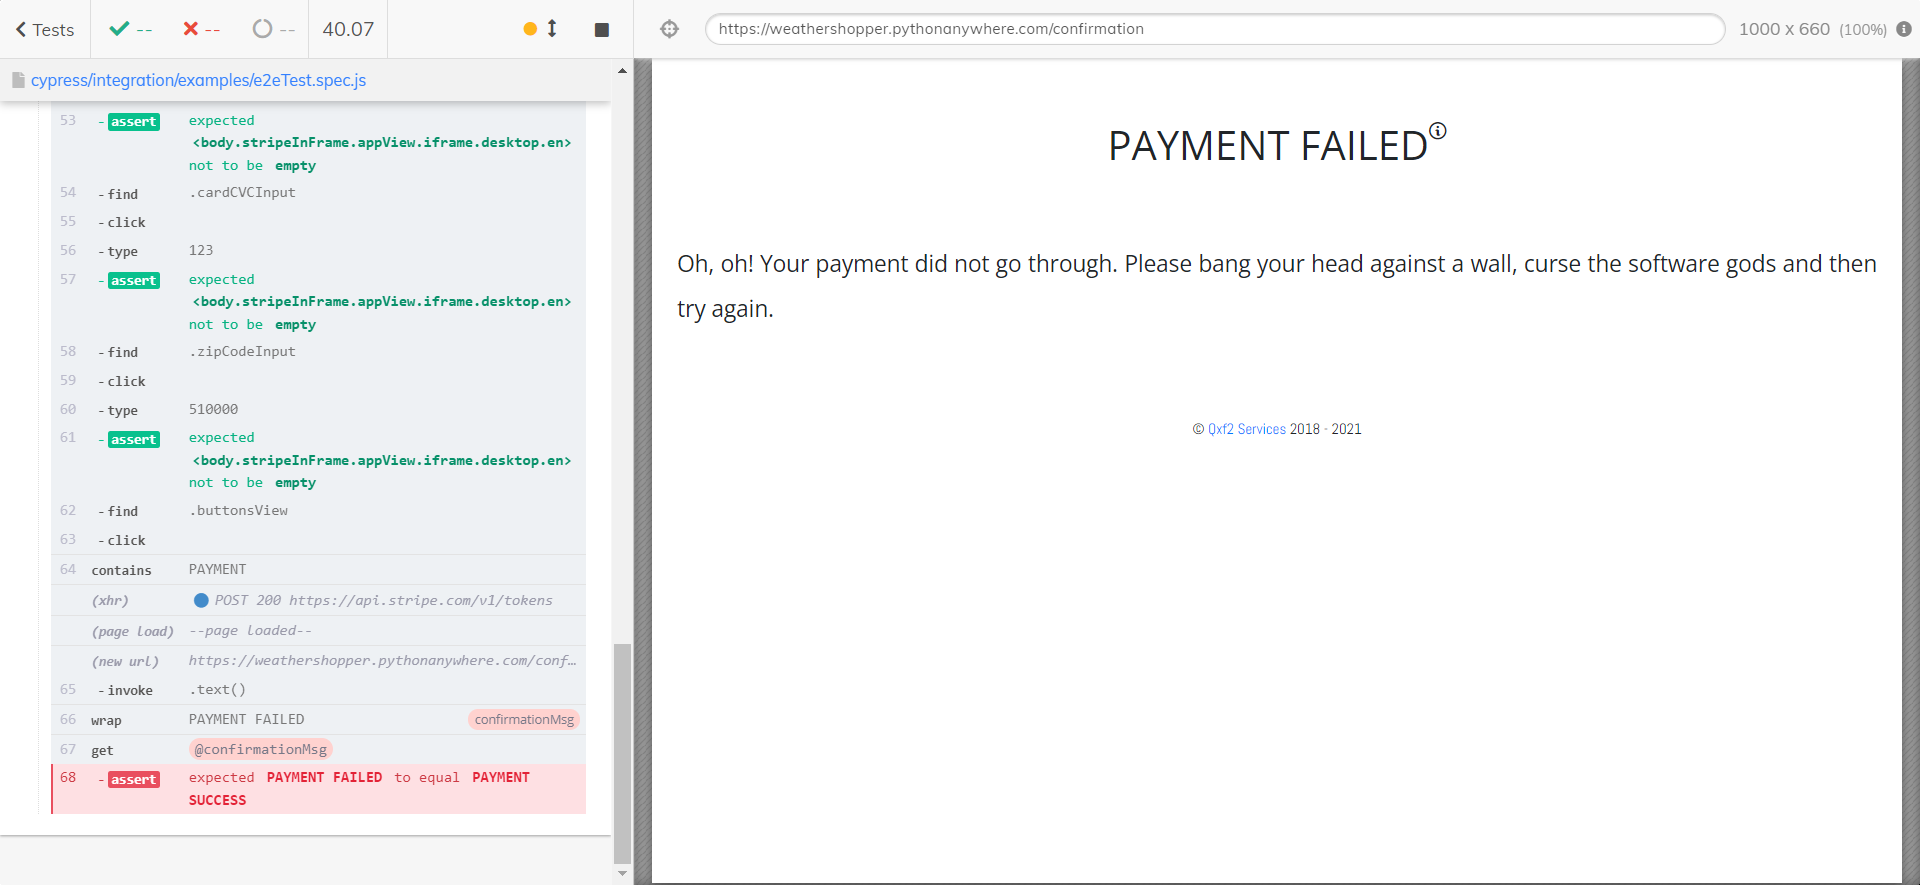 Tests
--
--
--
40.07
https://weathershopper.pythonanywhere.com/confirmation
1000 x 660 (100%)
cypress/integration/examples/e2eTest.spec.js
53 -assert expected
<body.stripeInFrame.appView.iframe.desktop.en>
not to be empty
54 -find .cardCVCInput
55 -click
56 -type 123
57 -assert expected
<body.stripeInFrame.appView.iframe.desktop.en>
not to be empty
58 -find .zipCodeInput
59 -click
60 -type 510000
61 -assert expected
<body.stripeInFrame.appView.iframe.desktop.en>
not to be empty
62 -find .buttonsView
63 -click
64 contains PAYMENT
(xhr) POST 200 https://api.stripe.com/v1/tokens
(page load) --page loaded--
(new url) https://weathershopper.pythonanywhere.com/conf…
65 -invoke .text()
66 wrap PAYMENT FAILED confirmationMsg
67 get @confirmationMsg
68 -assert expected PAYMENT FAILED to equal PAYMENT
SUCCESS
PAYMENT FAILED
Oh, oh! Your payment did not go through. Please bang your head against a wall, curse the software gods and then
try again.
© Qxf2 Services 2018 - 2021